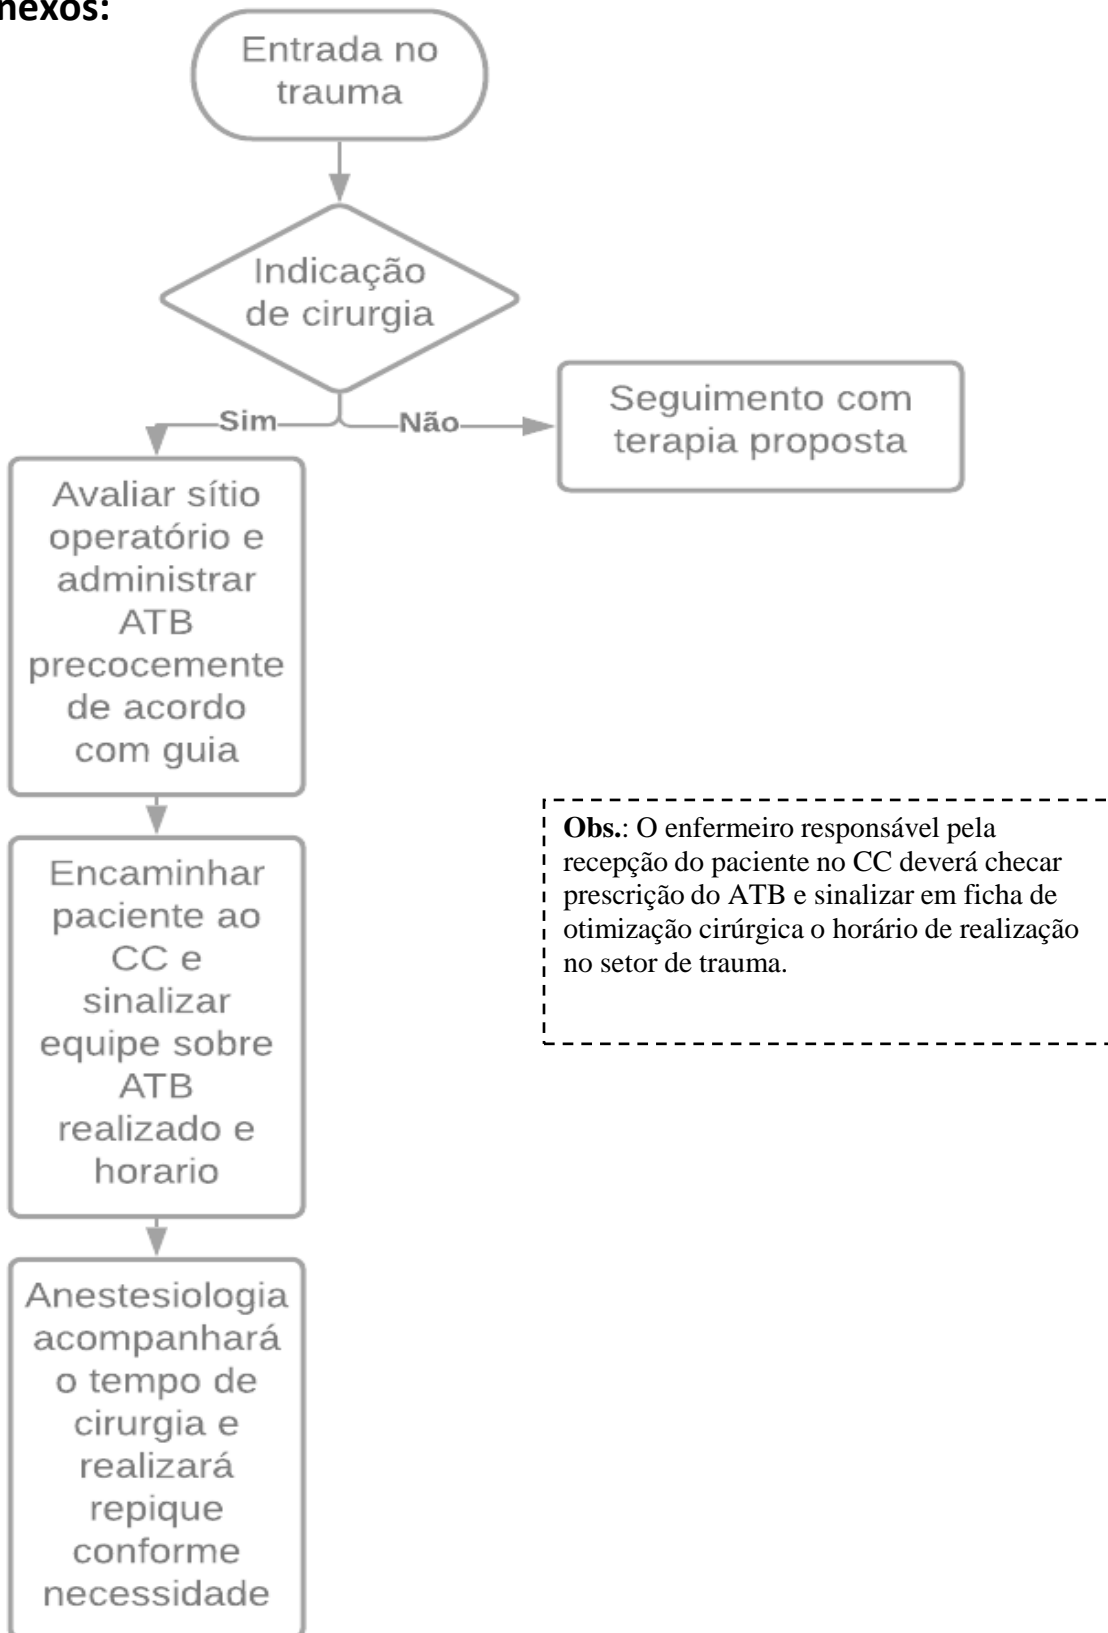 nexos:
Entrada no
trauma
Indicação
de cirurgia
Sim
Não
Seguimento com
terapia proposta
Avaliar sítio
operatório e
administrar
ATB
precocemente
de acordo
com guia
Encaminhar
paciente ao
CC e
sinalizar
equipe sobre
ATB
realizado e
horario
Obs.: O enfermeiro responsável pela
recepção do paciente no CC deverá checar
prescrição do ATB e sinalizar em ficha de
otimização cirúrgica o horário de realização
no setor de trauma.
Anestesiologia
acompanhará
o tempo de
cirurgia e
realizará
repique
conforme
necessidade